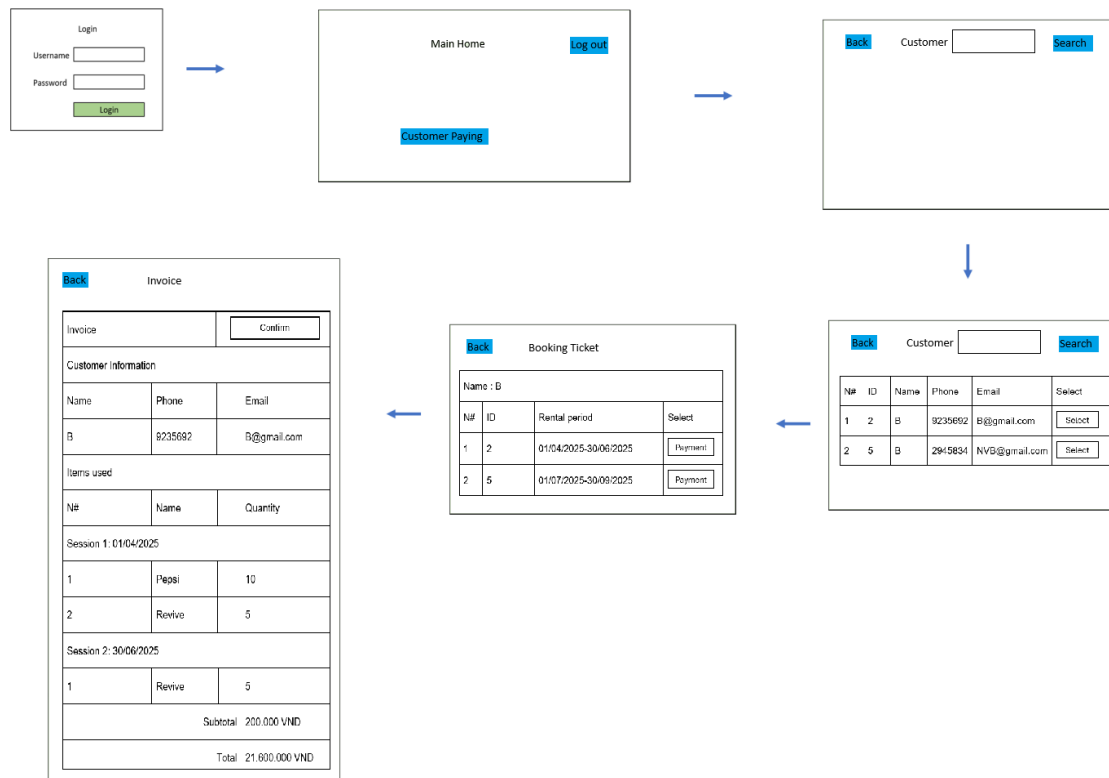 Login
Username
Password
Login
Main Home Log out
Customer Paying
Back Customer Search
Back Customer Search
N# ID Name Phone Email Select
1 2 B 9235692 B@gmail.com Select
2 5 B 2945834 NVB@gmail.com Select
Back Booking Ticket
Name : B
N# ID Rental period Select
1 2 01/04/2025-30/06/2025 Payment
2 5 01/07/2025-30/09/2025 Payment
Back Invoice
Invoice Confirm
Customer Information
Name Phone Email
B 9235692 B@gmail.com
Items used
N# Name Quantity
Session 1: 01/04/2025
1 Pepsi 10
2 Revive 5
Session 2: 30/06/2025
1 Revive 5
Subtotal 200.000 VND
Total 21.600.000 VND